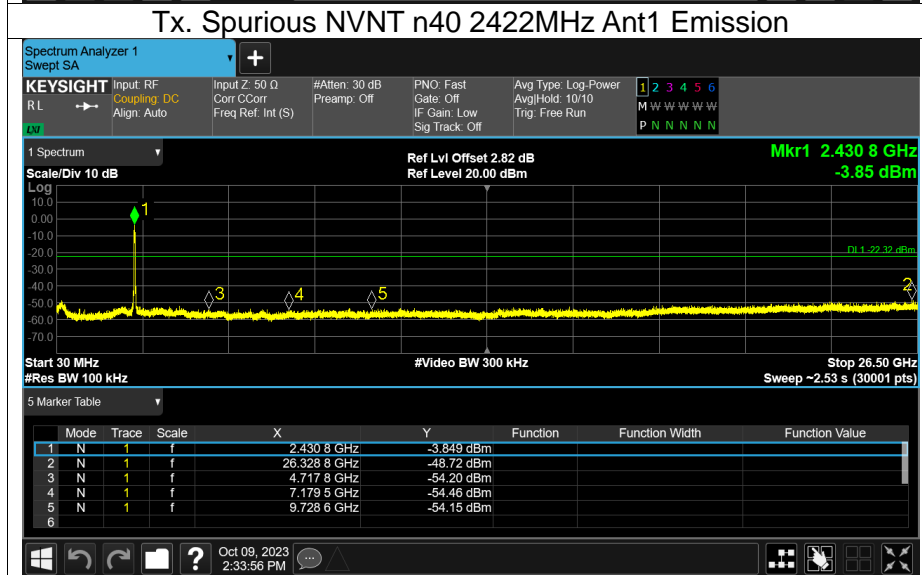 Tx. Spurious NVNT n40 2422MHz Ant1 Emission
Spectrum Analyzer 1
Swept SA
+
KEYSIGHT Input: RF Input Z: 50 Ω #Atten: 30 dB PNO: Fast Avg Type: Log-Power 1 2 3 4 5 6
R L Coupling: DC Corr CCorr Preamp: Off Gate: Off Avg|Hold: 10/10 M W W W W W
Align: Auto Freq Ref: Int (S) IF Gain: Low Trig: Free Run
LXI Sig Track: Off P N N N N N
1 Spectrum Ref Lvl Offset 2.82 dB Mkr1 2.430 8 GHz
Scale/Div 10 dB Ref Level 20.00 dBm -3.85 dBm
Log
10.0
1
0.00
-10.0
-20.0
DL1 -22.32 dBm
-30.0
-40.0
3 4 5 2
-50.0
-60.0
-70.0
Start 30 MHz #Video BW 300 kHz Stop 26.50 GHz
#Res BW 100 kHz Sweep ~2.53 s (30001 pts)
5 Marker Table
Mode Trace Scale X Y Function Function Width Function Value
1 N 1 f 2.430 8 GHz -3.849 dBm
2 N 1 f 26.328 8 GHz -48.72 dBm
3 N 1 f 4.717 8 GHz -54.20 dBm
4 N 1 f 7.179 5 GHz -54.46 dBm
5 N 1 f 9.728 6 GHz -54.15 dBm
6
? Oct 09, 2023
2:33:56 PM